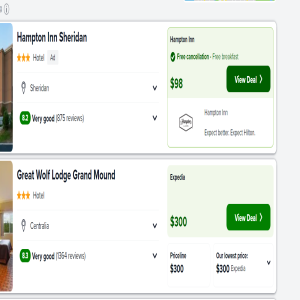 Hampton Inn Sheridan
Hotel Ad
Sheridan
8.2 Very good (875 reviews)
Hampton Inn
Free cancellation · Free breakfast
$98
View Deal
Hampton Inn
Expect better. Expect Hilton.
Great Wolf Lodge Grand Mound
Hotel
Centralia
8.3 Very good (1364 reviews)
Expedia
$300
View Deal
Priceline
$300
Our lowest price:
$300 Expedia